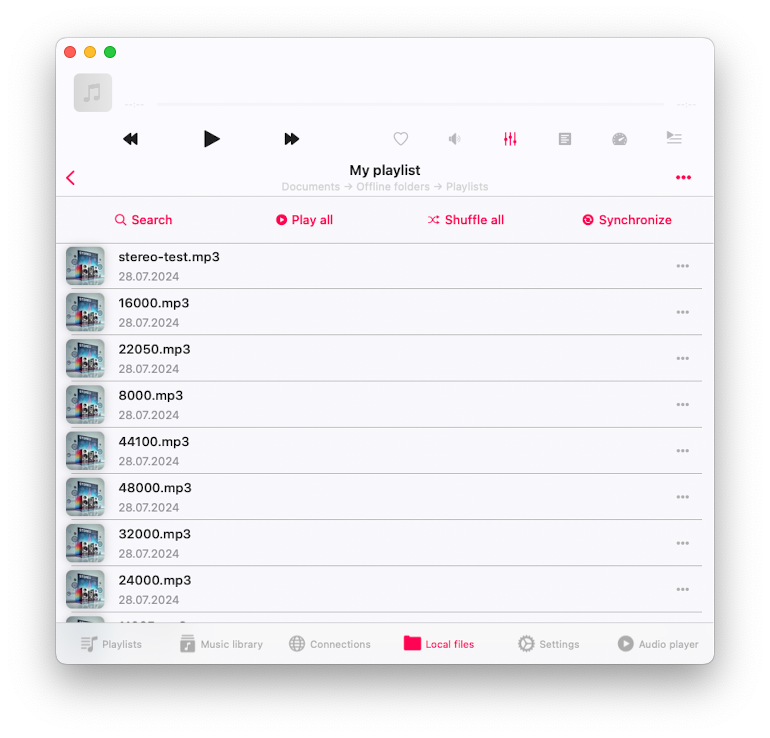 --:-- --:--
My playlist
Documents → Offline folders → Playlists
Search Play all Shuffle all Synchronize
stereo-test.mp3
28.07.2024
16000.mp3
28.07.2024
22050.mp3
28.07.2024
8000.mp3
28.07.2024
44100.mp3
28.07.2024
48000.mp3
28.07.2024
32000.mp3
28.07.2024
24000.mp3
28.07.2024
Playlists Music library Connections Local files Settings Audio player